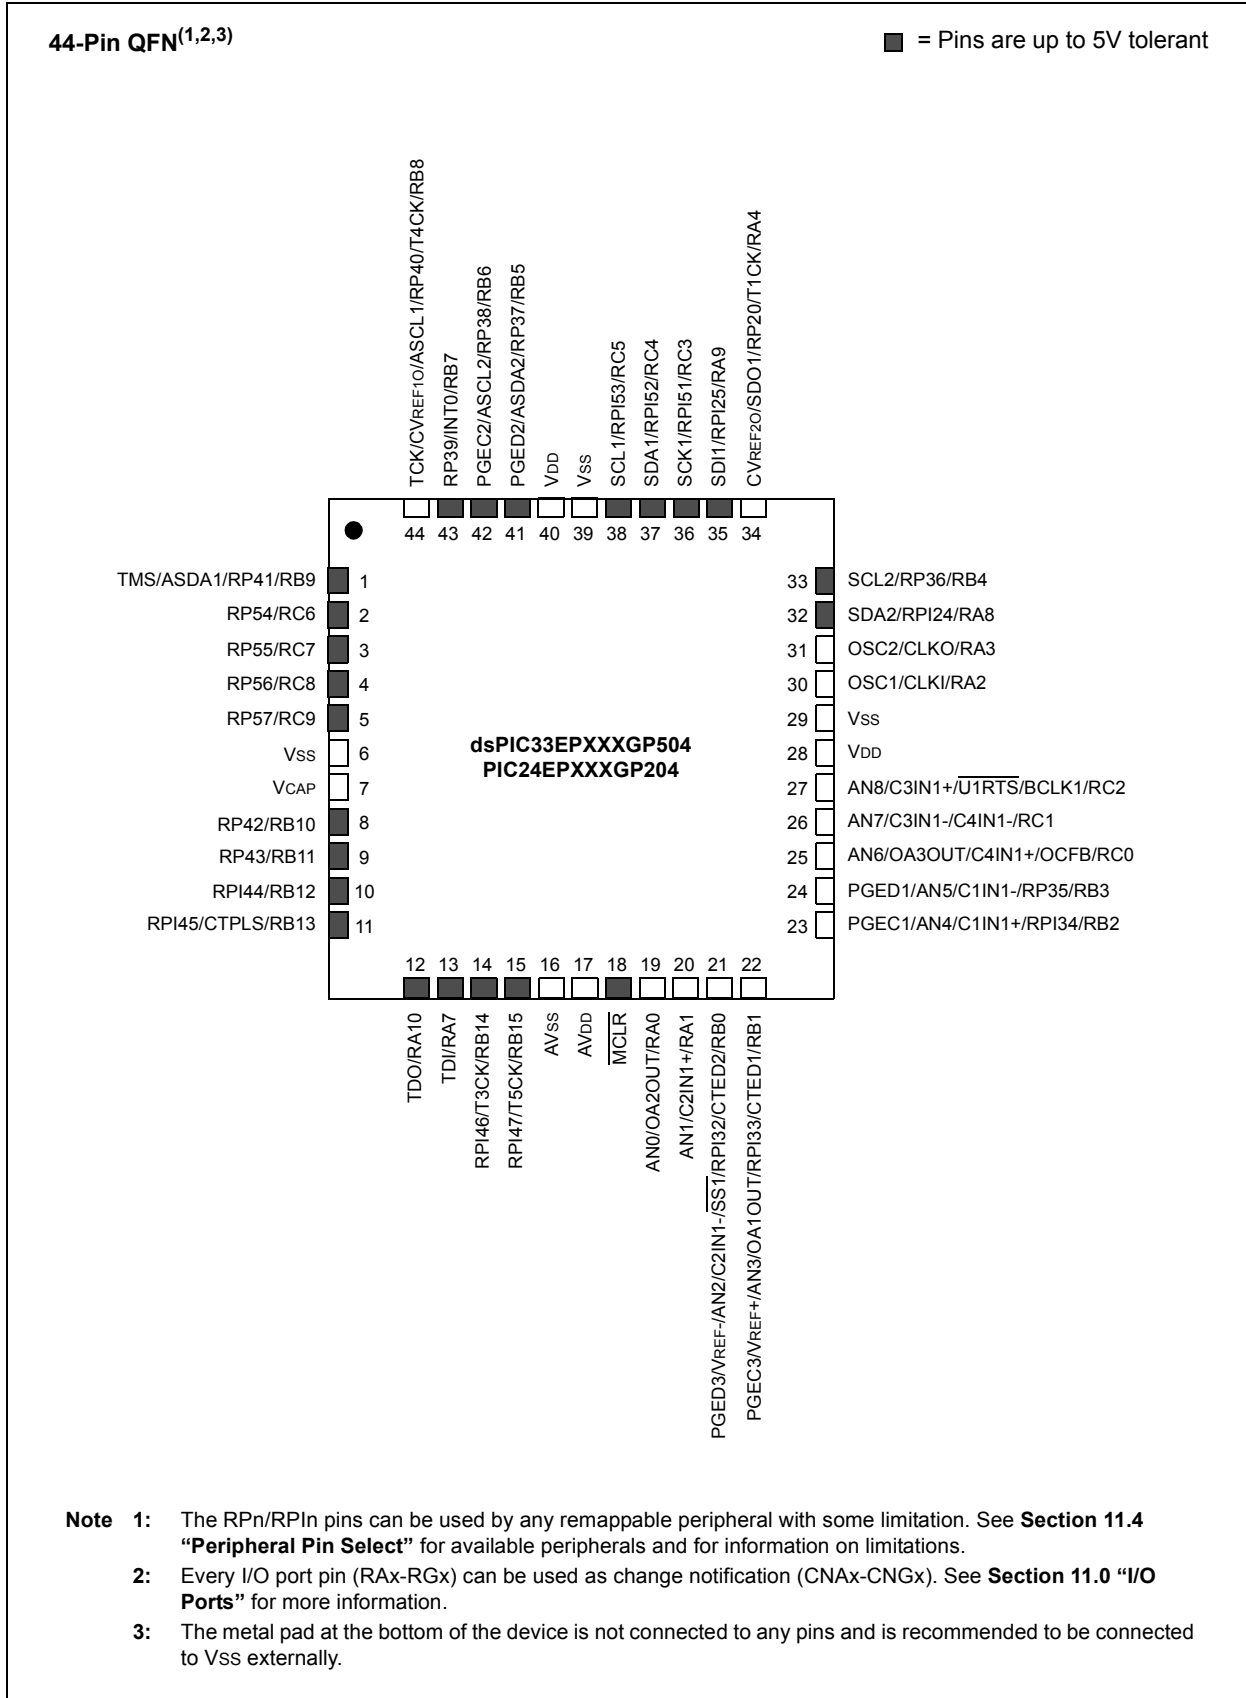 44-Pin QFN(1,2,3)
= Pins are up to 5V tolerant
TCK/CVREF1O/ASCL1/RP40/T4CK/RB8
RP39/INT0/RB7
PGEC2/ASCL2/RP38/RB6
PGED2/ASDA2/RP37/RB5
VDD
VSS
SCL1/RPI53/RC5
SDA1/RPI52/RC4
SCK1/RPI51/RC3
SDI1/RPI25/RA9
CVREF2O/SDO1/RP20/T1CK/RA4
44 43 42 41 40 39 38 37 36 35 34
TMS/ASDA1/RP41/RB9 1
RP54/RC6 2
RP55/RC7 3
RP56/RC8 4
RP57/RC9 5
VSS 6
VCAP 7
RP42/RB10 8
RP43/RB11 9
RPI44/RB12 10
RPI45/CTPLS/RB13 11
dsPIC33EPXXXGP504
PIC24EPXXXGP204
33 SCL2/RP36/RB4
32 SDA2/RPI24/RA8
31 OSC2/CLKO/RA3
30 OSC1/CLKI/RA2
29 VSS
28 VDD
27 AN8/C3IN1+/U1RTS/BCLK1/RC2
26 AN7/C3IN1-/C4IN1-/RC1
25 AN6/OA3OUT/C4IN1+/OCFB/RC0
24 PGED1/AN5/C1IN1-/RP35/RB3
23 PGEC1/AN4/C1IN1+/RPI34/RB2
12 13 14 15 16 17 18 19 20 21 22
TDO/RA10
TDI/RA7
RPI46/T3CK/RB14
RPI47/T5CK/RB15
AVSS
AVDD
MCLR
AN0/OA2OUT/RA0
AN1/C2IN1+/RA1
PGED3/VREF-/AN2/C2IN1-/SS1/RPI32/CTED2/RB0
PGEC3/VREF+/AN3/OA1OUT/RPI33/CTED1/RB1
Note 1: The RPn/RPIn pins can be used by any remappable peripheral with some limitation. See Section 11.4
“Peripheral Pin Select” for available peripherals and for information on limitations.
2: Every I/O port pin (RAx-RGx) can be used as change notification (CNAx-CNGx). See Section 11.0 “I/O
Ports” for more information.
3: The metal pad at the bottom of the device is not connected to any pins and is recommended to be connected
to VSS externally.